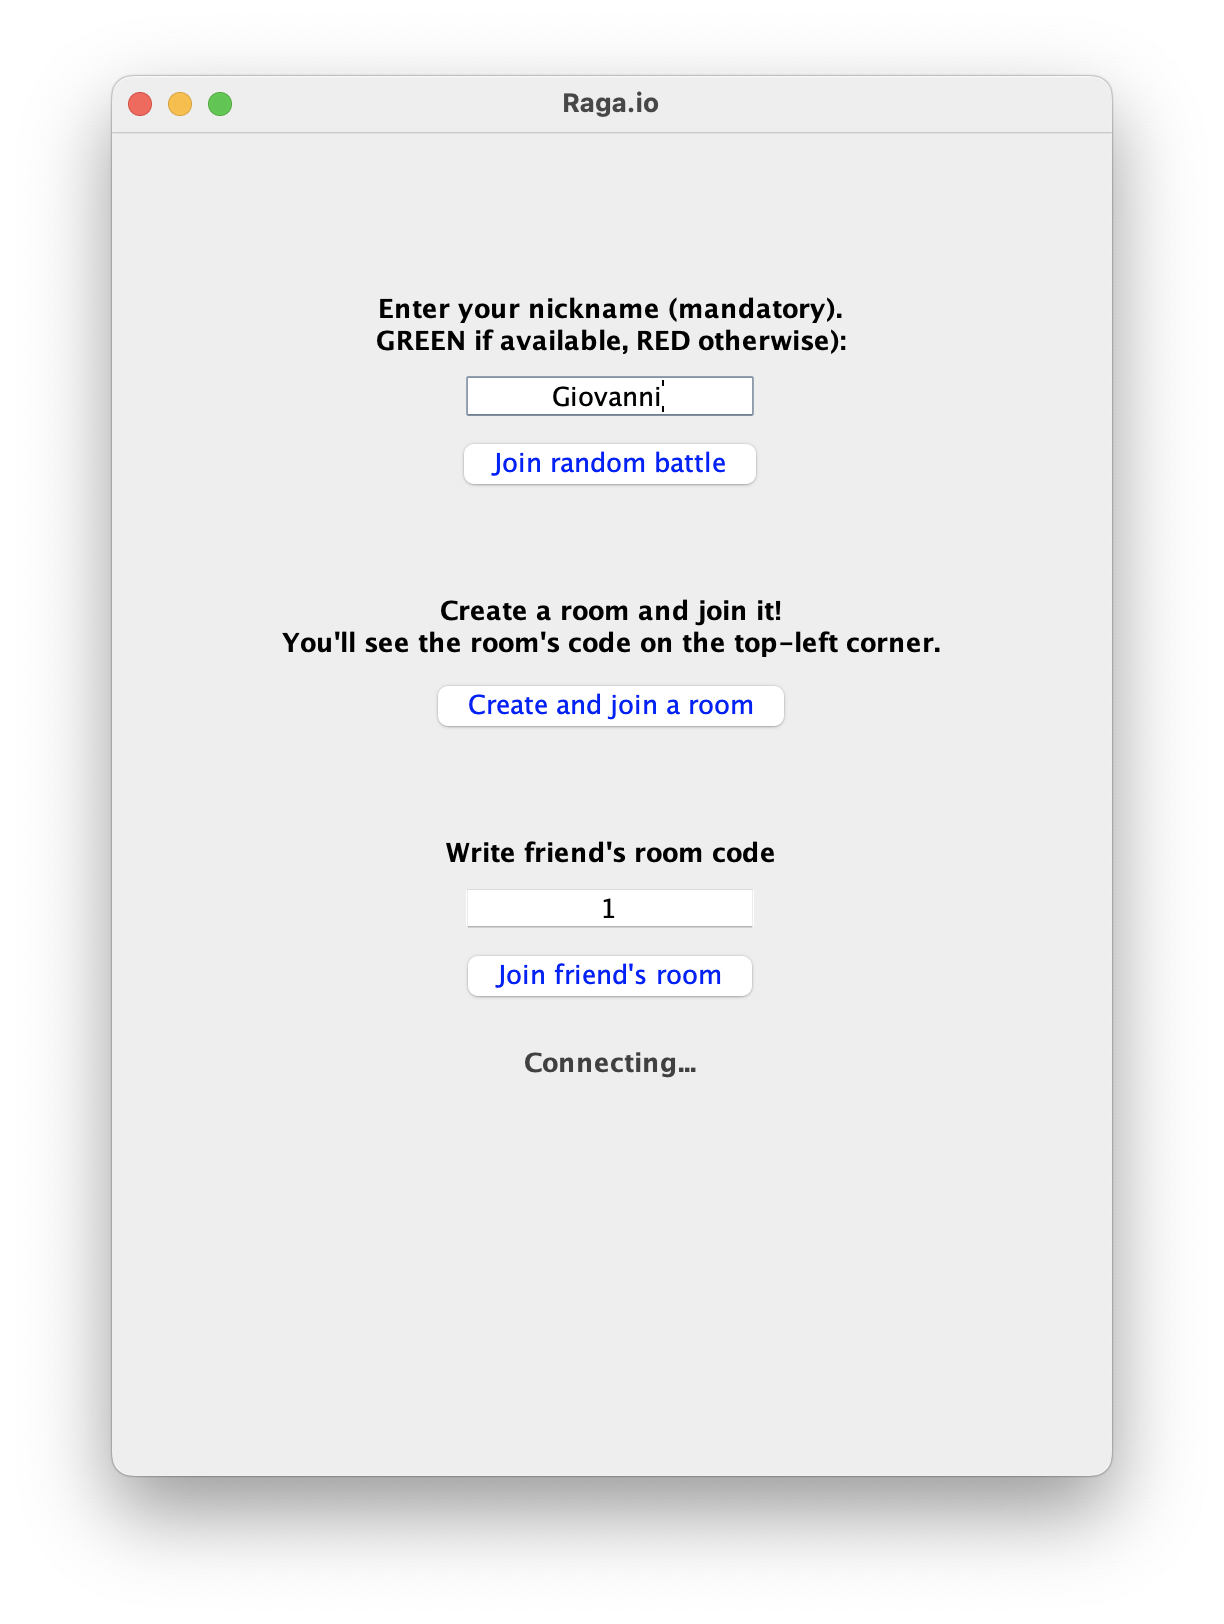 Raga.io
Enter your nickname (mandatory).
GREEN if available, RED otherwise):
Giovanni
Join random battle
Create a room and join it!
You'll see the room's code on the top-left corner.
Create and join a room
Write friend's room code
1
Join friend's room
Connecting...